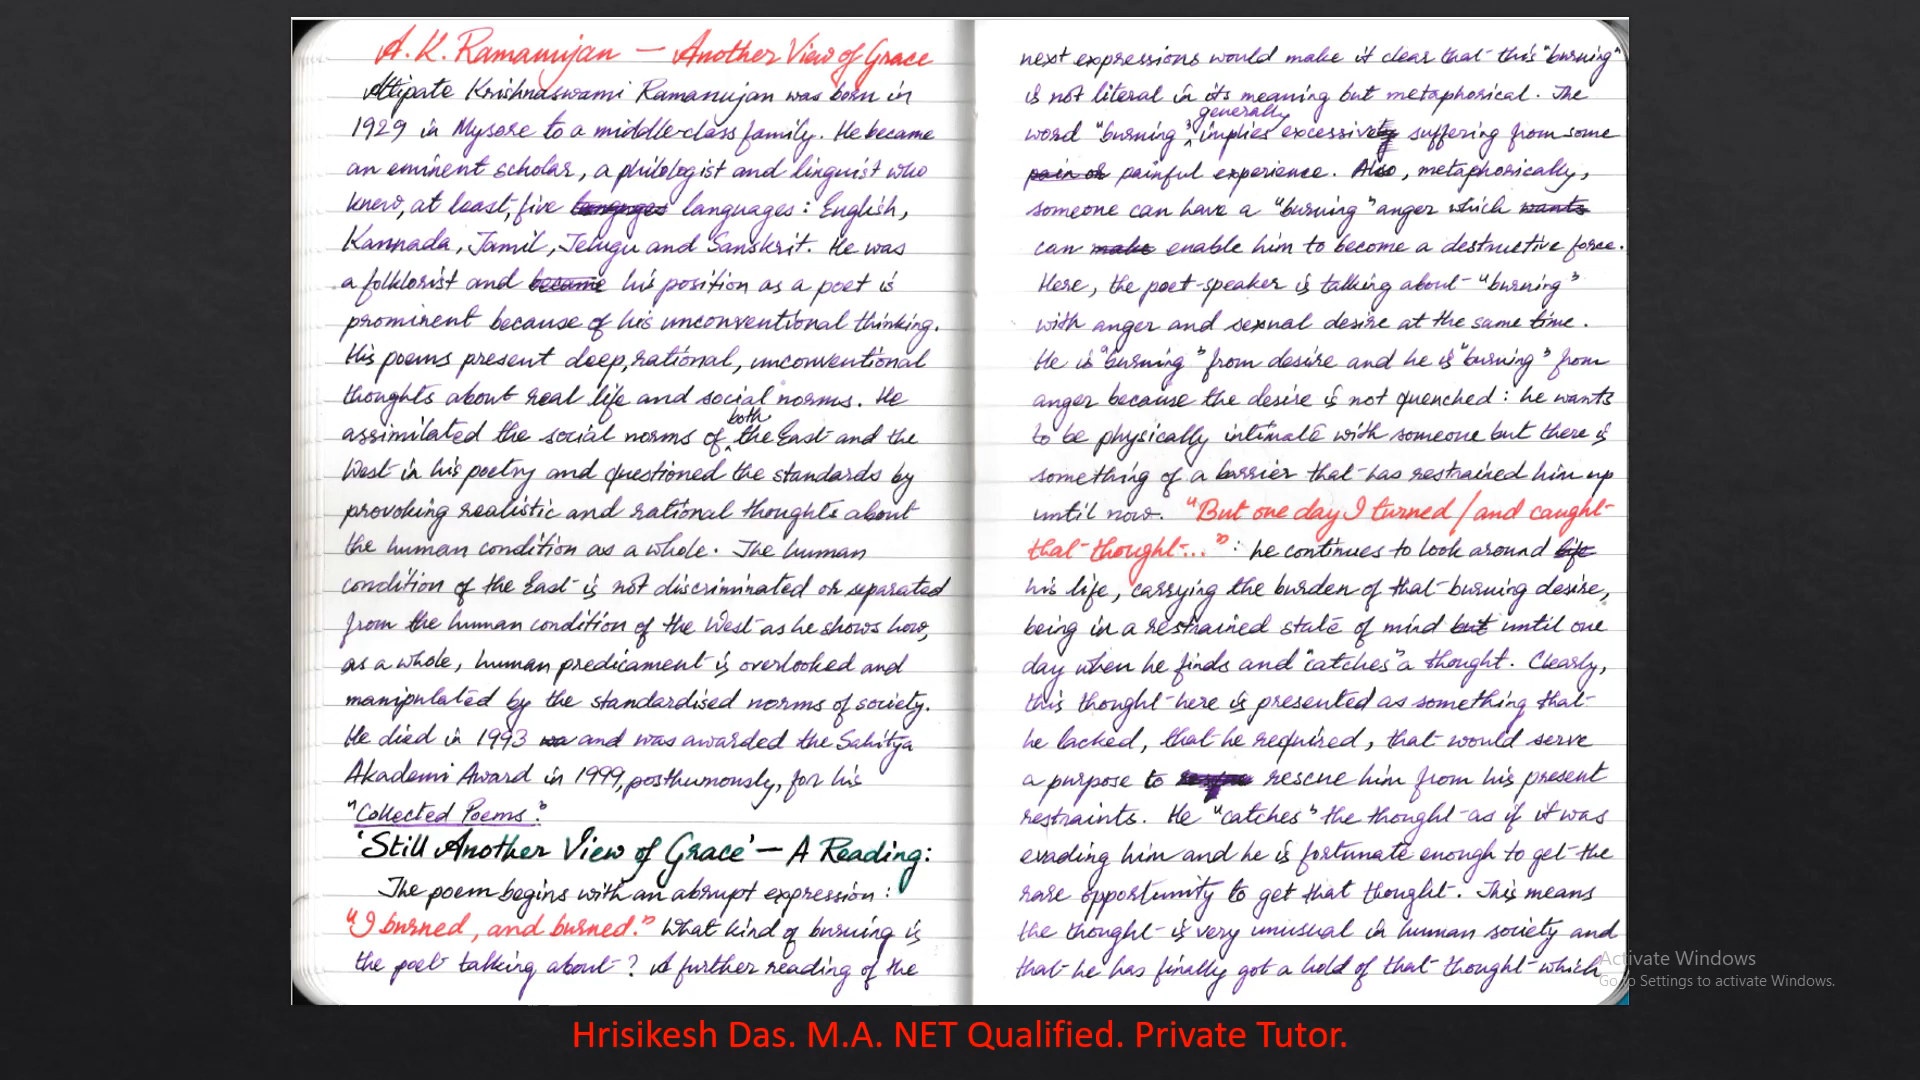 A. K. Ramanujan — Another View of Grace
Attipate Krishnaswami Ramanujan was born in
1929 in Mysore to a middle-class family. He became
an eminent scholar, a philologist and linguist who
knew, at least, five languages: English,
Kannada, Tamil, Telugu and Sanskrit. He was
a folklorist and became his position as a poet is
prominent because of his unconventional thinking.
His poems present deep, rational, unconventional
thoughts about real life and social norms. He
assimilated the social norms of both the East and the
West in his poetry and questioned the standards by
provoking realistic and rational thoughts about
the human condition as a whole. The human
condition of the East is not discriminated or separated
from the human condition of the West as he shows how,
as a whole, human predicament is overlooked and
manipulated by the standardised norms of society.
He died in 1993 wa and was awarded the Sahitya
Akademi Award in 1999, posthumously, for his
"Collected Poems".
'Still Another View of Grace' — A Reading:
The poem begins with an abrupt expression:
"I burned, and burned." What kind of burning is
the poet talking about? A further reading of the
next expressions would make it clear that this "burning"
is not literal in its meaning but metaphorical. The
word "burning" generally implies excessive suffering from some
pain or painful experience. Also, metaphorically,
someone can have a "burning" anger which wants
can make enable him to become a destructive force.
Here, the poet-speaker is talking about "burning"
with anger and sexual desire at the same time.
He is "burning" from desire and he is "burning" from
anger because the desire is not quenched: he wants
to be physically intimate with someone but there is
something of a barrier that has restrained him up
until now. "But one day I turned / and caught
that thought...": he continues to look around life
his life, carrying the burden of that burning desire,
being in a restrained state of mind but until one
day when he finds and "catches" a thought. Clearly,
this thought here is presented as something that
he lacked, that he required, that would serve
a purpose to rescue him from his present
restraints. He "catches" the thought as if it was
evading him and he is fortunate enough to get the
rare opportunity to get that thought. This means
the thought is very unusual in human society and
that he has finally got a hold of that thought which
Activate Windows
Go to Settings to activate Windows.
Hrisikesh Das. M.A. NET Qualified. Private Tutor.